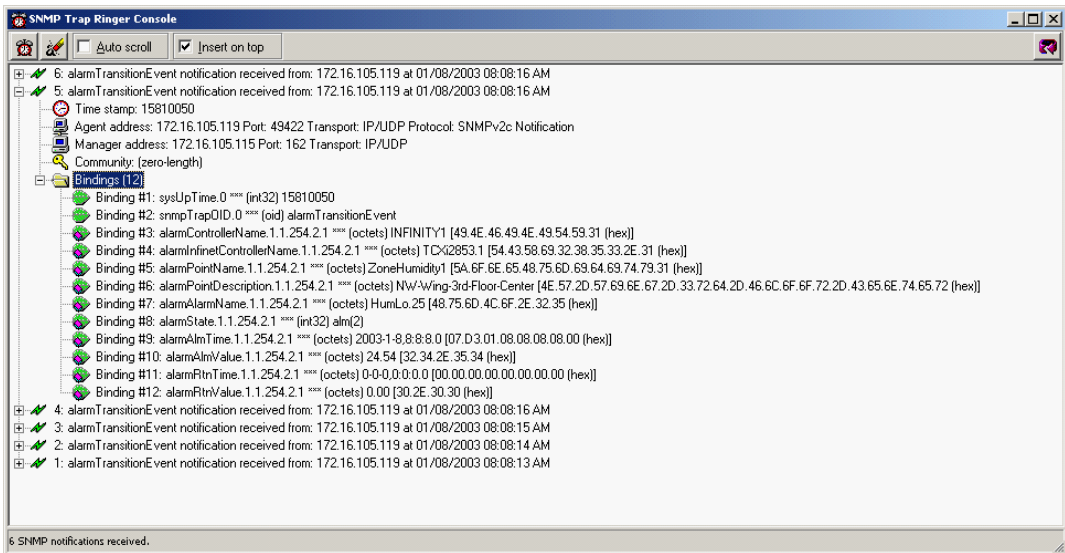 SNMP Trap Ringer Console
Auto scroll Insert on top
6: alarmTransitionEvent notification received from: 172.16.105.119 at 01/08/2003 08:08:16 AM
5: alarmTransitionEvent notification received from: 172.16.105.119 at 01/08/2003 08:08:16 AM
Time stamp: 15810050
Agent address: 172.16.105.119 Port: 49422 Transport: IP/UDP Protocol: SNMPv2c Notification
Manager address: 172.16.105.115 Port: 162 Transport: IP/UDP
Community: (zero-length)
Bindings (12)
Binding #1: sysUpTime.0 *** (int32) 15810050
Binding #2: snmpTrapOID.0 *** (oid) alarmTransitionEvent
Binding #3: alarmControllerName.1.1.254.2.1 *** (octets) INFINITY1 [49.4E.46.49.4E.49.54.59.31 (hex)]
Binding #4: alarmInfinetControllerName.1.1.254.2.1 *** (octets) TCXi2853.1 [54.43.58.69.32.38.35.33.2E.31 (hex)]
Binding #5: alarmPointName.1.1.254.2.1 *** (octets) ZoneHumidity1 [5A.6F.6E.65.48.75.6D.69.64.69.74.79.31 (hex)]
Binding #6: alarmPointDescription.1.1.254.2.1 *** (octets) NW-Wing-3rd-Floor-Center [4E.57.2D.57.69.6E.67.2D.33.72.64.2D.46.6C.6F.6F.72.2D.43.65.6E.74.65.72 (hex)]
Binding #7: alarmAlarmName.1.1.254.2.1 *** (octets) HumLo.25 [48.75.6D.4C.6F.2E.32.35 (hex)]
Binding #8: alarmState.1.1.254.2.1 *** (int32) alm(2)
Binding #9: alarmAlmTime.1.1.254.2.1 *** (octets) 2003-1-8,8:8:8.0 [07.D3.01.08.08.08.08.00 (hex)]
Binding #10: alarmAlmValue.1.1.254.2.1 *** (octets) 24.54 [32.34.2E.35.34 (hex)]
Binding #11: alarmRtnTime.1.1.254.2.1 *** (octets) 0-0-0,0:0:0.0 [00.00.00.00.00.00.00.00 (hex)]
Binding #12: alarmRtnValue.1.1.254.2.1 *** (octets) 0.00 [30.2E.30.30 (hex)]
4: alarmTransitionEvent notification received from: 172.16.105.119 at 01/08/2003 08:08:16 AM
3: alarmTransitionEvent notification received from: 172.16.105.119 at 01/08/2003 08:08:15 AM
2: alarmTransitionEvent notification received from: 172.16.105.119 at 01/08/2003 08:08:14 AM
1: alarmTransitionEvent notification received from: 172.16.105.119 at 01/08/2003 08:08:13 AM
6 SNMP notifications received.